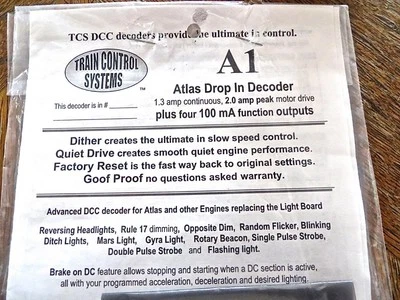 TCS DCC decoders provide the ultimate in control.
TRAIN CONTROL
SYSTEMS
TM
A1
Atlas Drop In Decoder
This decoder is in #
1.3 amp continuous, 2.0 amp peak motor drive
plus four 100 mA function outputs
Dither creates the ultimate in slow speed control.
Quiet Drive creates smooth quiet engine performance.
Factory Reset is the fast way back to original settings.
Goof Proof no questions asked warranty.
Advanced DCC decoder for Atlas and other Engines replacing the Light Board
Reversing Headlights, Rule 17 dimming, Opposite Dim, Random Flicker, Blinking
Ditch Lights, Mars Light, Gyra Light, Rotary Beacon, Single Pulse Strobe,
Double Pulse Strobe and Flashing light.
Brake on DC feature allows stopping and starting when a DC section is active,
all with your programmed acceleration, deceleration and desired lighting.